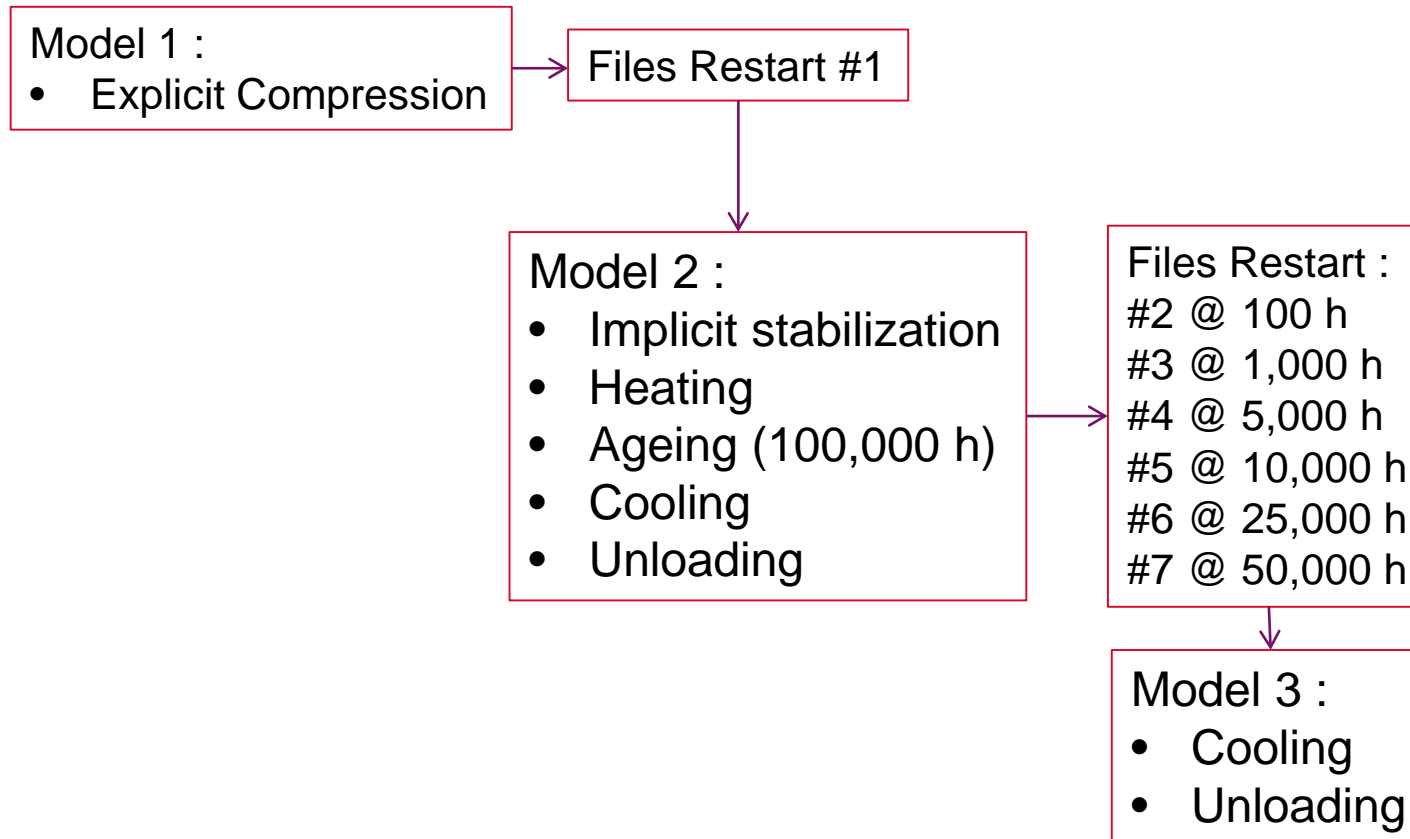 Model 1 :
• Explicit Compression
Files Restart #1
Model 2 :
• Implicit stabilization
• Heating
• Ageing (100,000 h)
• Cooling
• Unloading
Files Restart :
#2 @ 100 h
#3 @ 1,000 h
#4 @ 5,000 h
#5 @ 10,000 h
#6 @ 25,000 h
#7 @ 50,000 h
Model 3 :
• Cooling
• Unloading